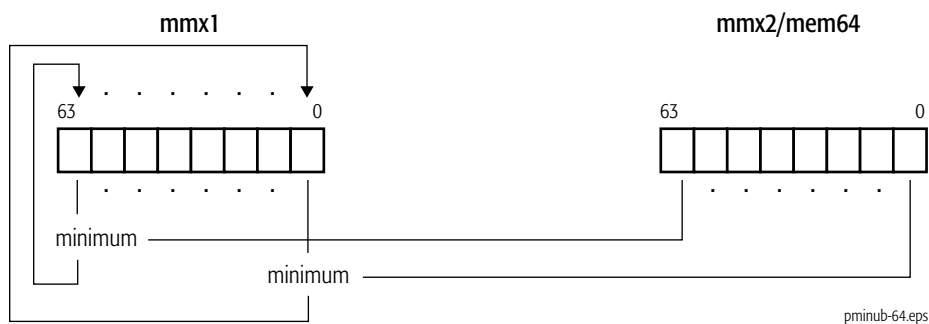 mmx1 mmx2/mem64
. . . . . .
63 0 63 0
. . . . . . . . . . . .
minimum
minimum
pminub-64.eps